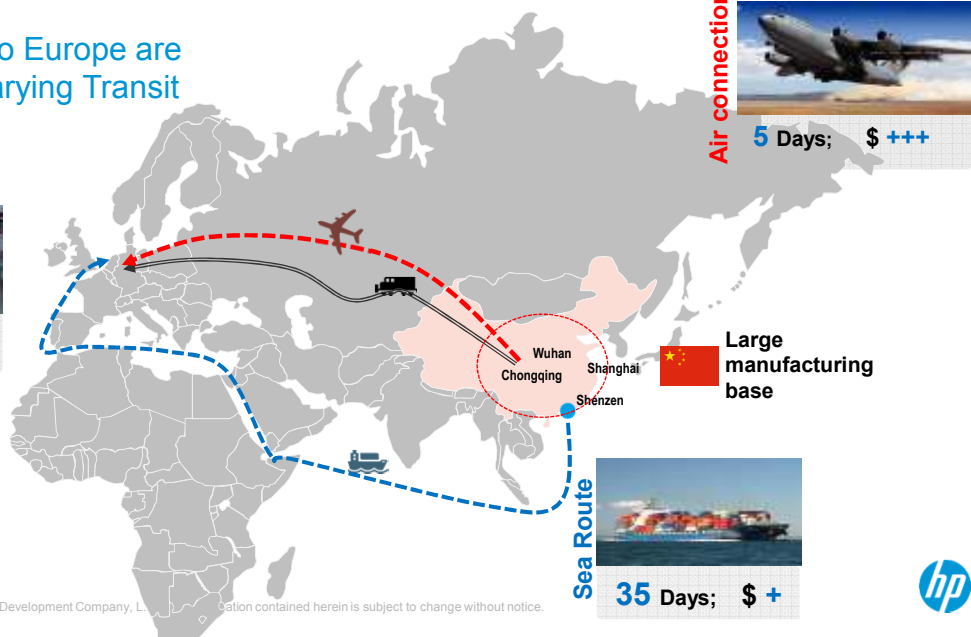 o Europe are
arying Transit
Air connection
5 Days; $ +++
Wuhan
Chongqing
Shanghai
Shenzen
Large
manufacturing
base
Sea Route
35 Days; $ +
Development Company, L. ation contained herein is subject to change without notice.
hp